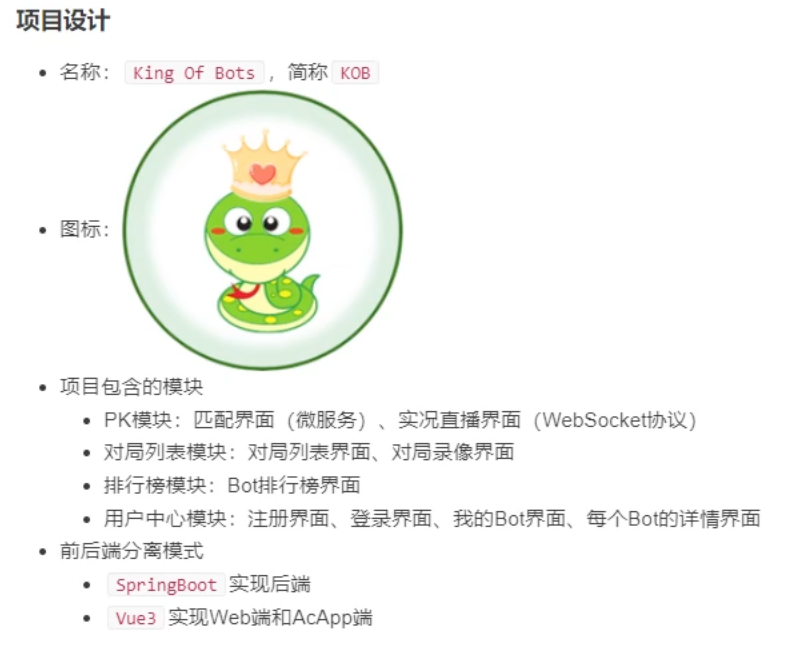 项目设计
名称： King Of Bots ，简称 KOB
图标：
项目包含的模块
PK模块：匹配界面（微服务）、实况直播界面（WebSocket协议）
对局列表模块：对局列表界面、对局录像界面
排行榜模块：Bot排行榜界面
用户中心模块：注册界面、登录界面、我的Bot界面、每个Bot的详情界面
前后端分离模式
SpringBoot 实现后端
Vue3 实现Web端和AcApp端